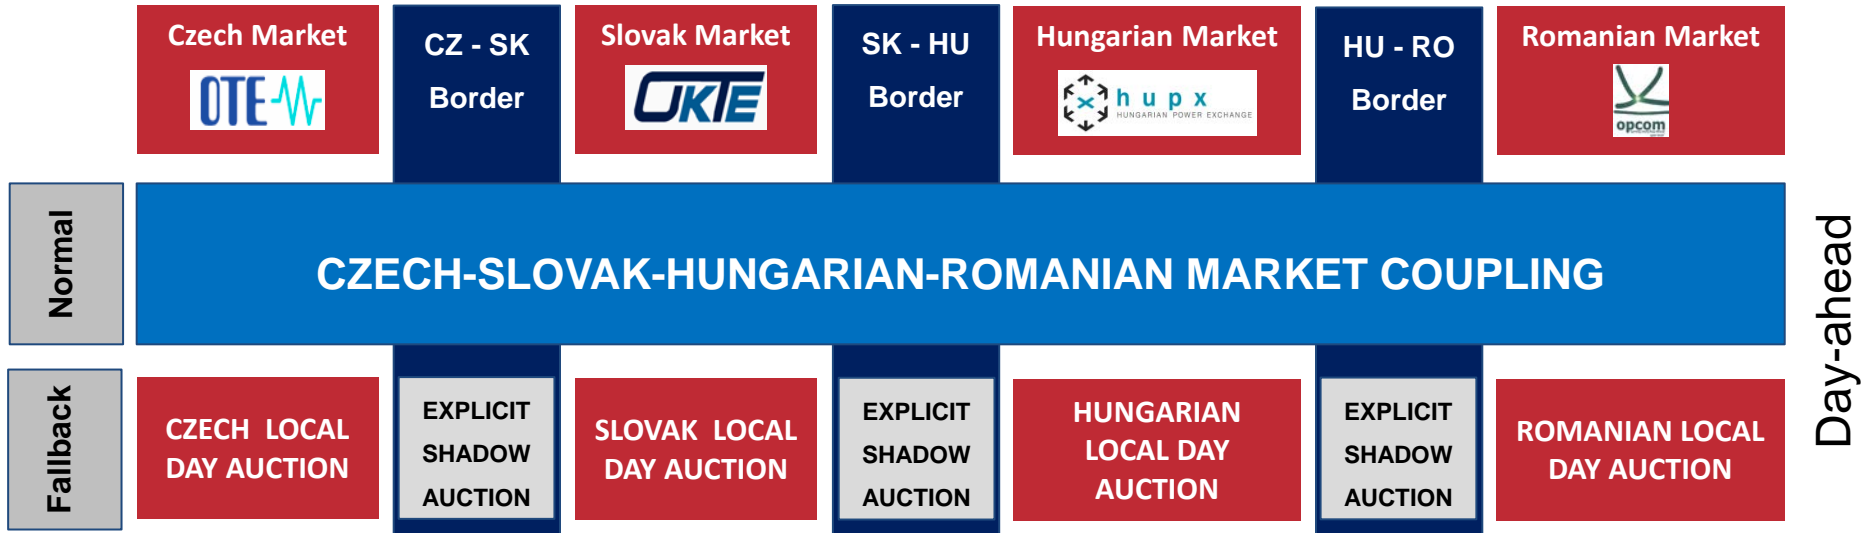 Czech Market
OTE
CZ - SK
Border
Slovak Market
OKTE
SK - HU
Border
Hungarian Market
hupx
HUNGARIAN POWER EXCHANGE
HU - RO
Border
Romanian Market
opcom
Normal
CZECH-SLOVAK-HUNGARIAN-ROMANIAN MARKET COUPLING
Day-ahead
Fallback
CZECH LOCAL
DAY AUCTION
EXPLICIT
SHADOW
AUCTION
SLOVAK LOCAL
DAY AUCTION
EXPLICIT
SHADOW
AUCTION
HUNGARIAN
LOCAL DAY
AUCTION
EXPLICIT
SHADOW
AUCTION
ROMANIAN LOCAL
DAY AUCTION